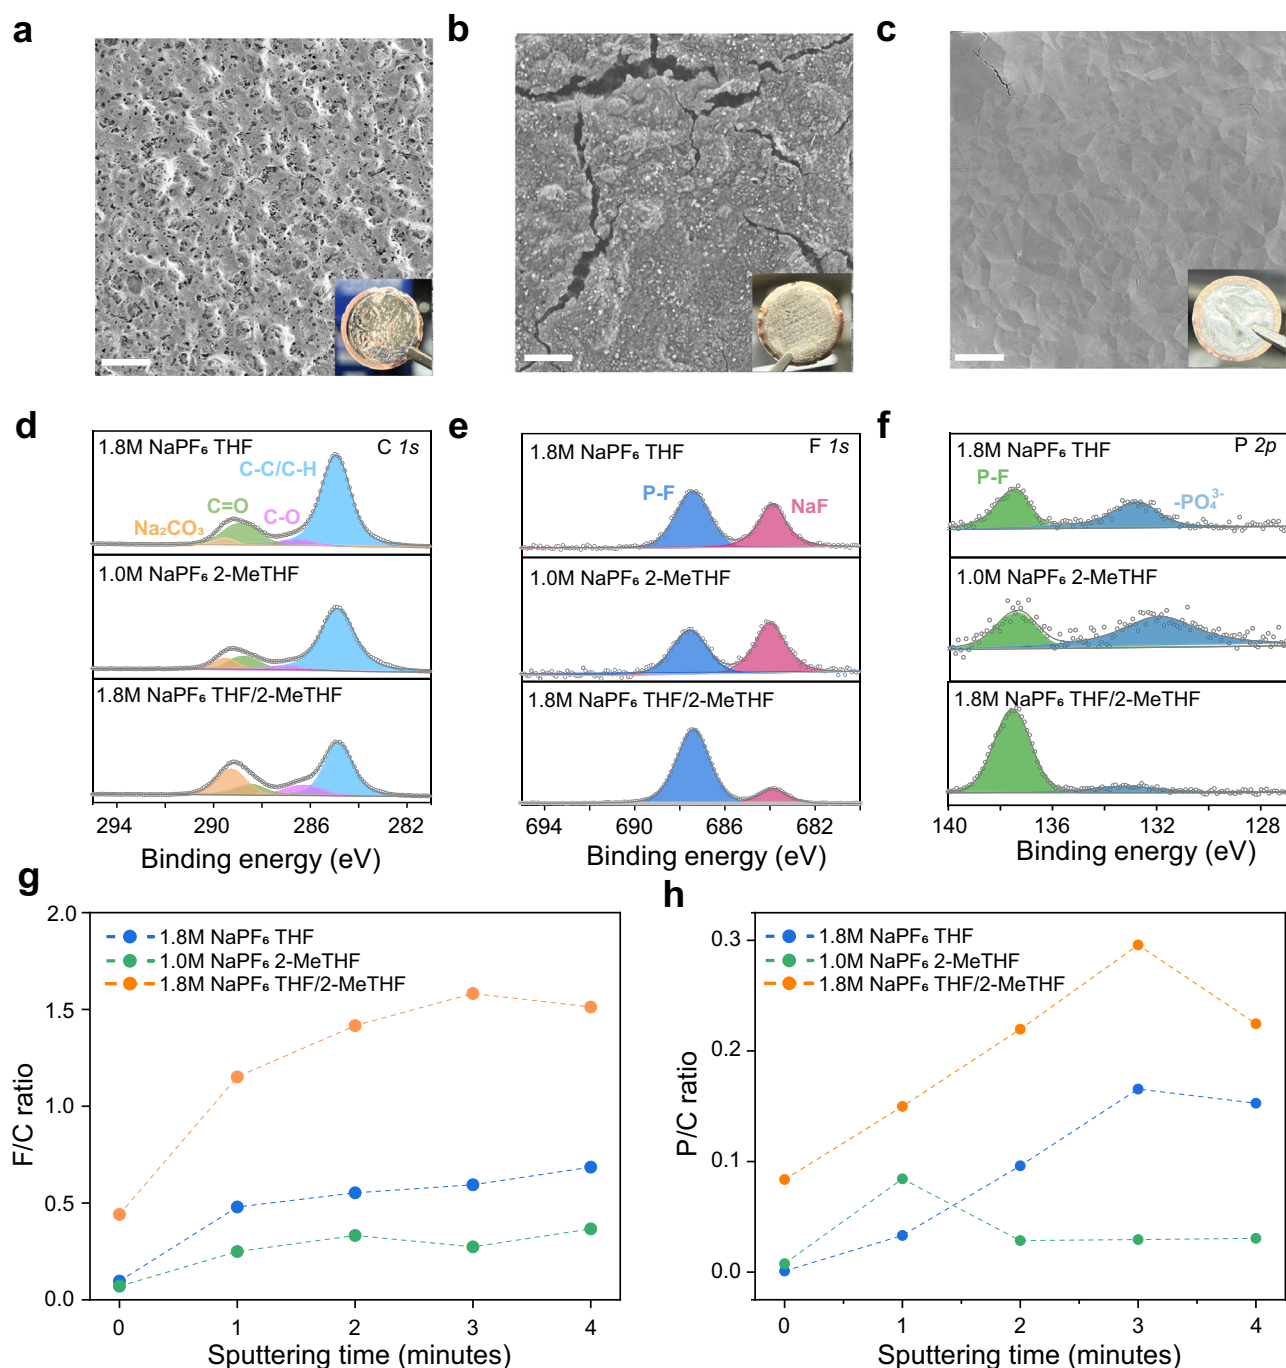 a
b
c
d
1.8M NaPF₆ THF
C 1s
C-C/C-H
C=O
C-O
Na₂CO₃
1.0M NaPF₆ 2-MeTHF
1.8M NaPF₆ THF/2-MeTHF
294
290
286
282
Binding energy (eV)
e
1.8M NaPF₆ THF
F 1s
P-F
NaF
1.0M NaPF₆ 2-MeTHF
1.8M NaPF₆ THF/2-MeTHF
694
690
686
682
Binding energy (eV)
f
1.8M NaPF₆ THF
P 2p
P-F
-PO₄³⁻
1.0M NaPF₆ 2-MeTHF
1.8M NaPF₆ THF/2-MeTHF
140
136
132
128
Binding energy (eV)
g
2.0
1.5
1.0
0.5
0.0
F/C ratio
1.8M NaPF₆ THF
1.0M NaPF₆ 2-MeTHF
1.8M NaPF₆ THF/2-MeTHF
0
1
2
3
4
Sputtering time (minutes)
h
0.3
0.2
0.1
0.0
P/C ratio
1.8M NaPF₆ THF
1.0M NaPF₆ 2-MeTHF
1.8M NaPF₆ THF/2-MeTHF
0
1
2
3
4
Sputtering time (minutes)